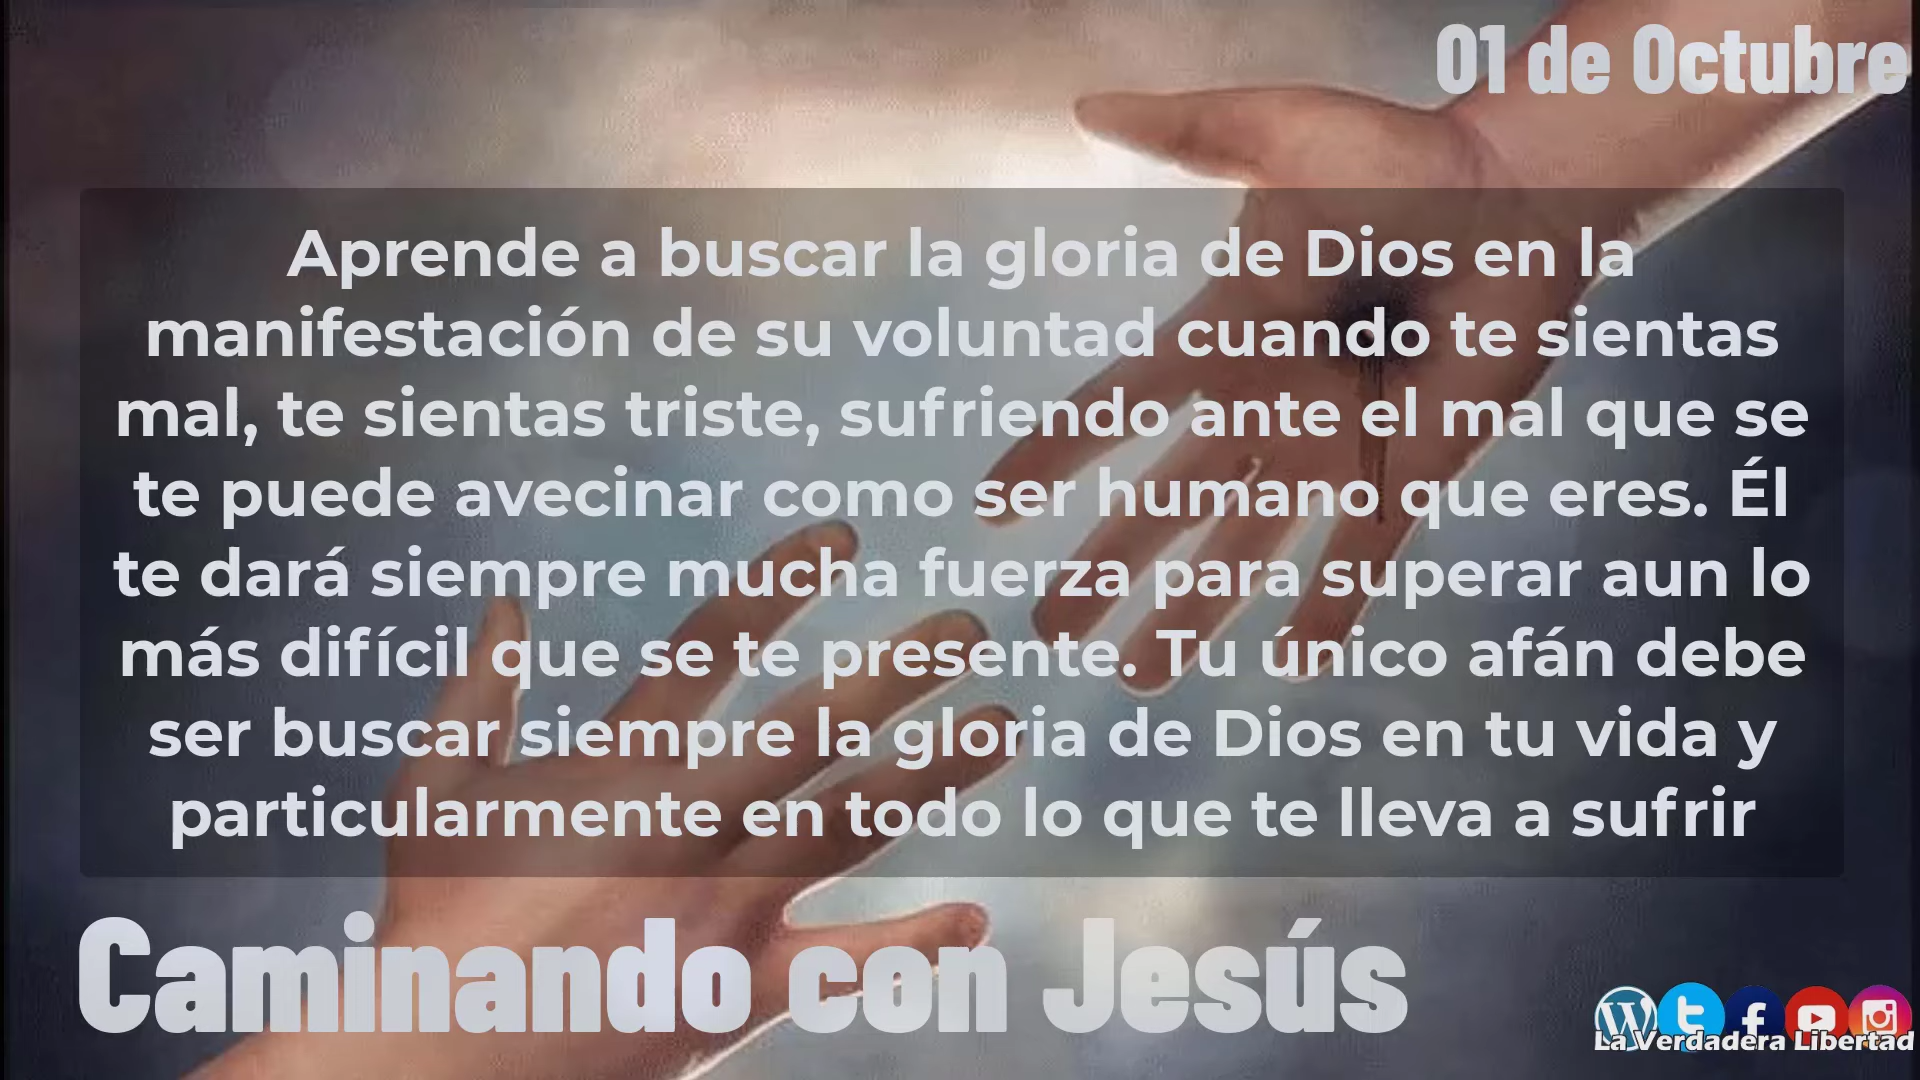 01 de Octubre
Aprende a buscar la gloria de Dios en la
manifestación de su voluntad cuando te sientas
mal, te sientas triste, sufriendo ante el mal que se
te puede avecinar como ser humano que eres. Él
te dará siempre mucha fuerza para superar aun lo
más difícil que se te presente. Tu único afán debe
ser buscar siempre la gloria de Dios en tu vida y
particularmente en todo lo que te lleva a sufrir
Caminando con Jesús
La Verdadera Libertad